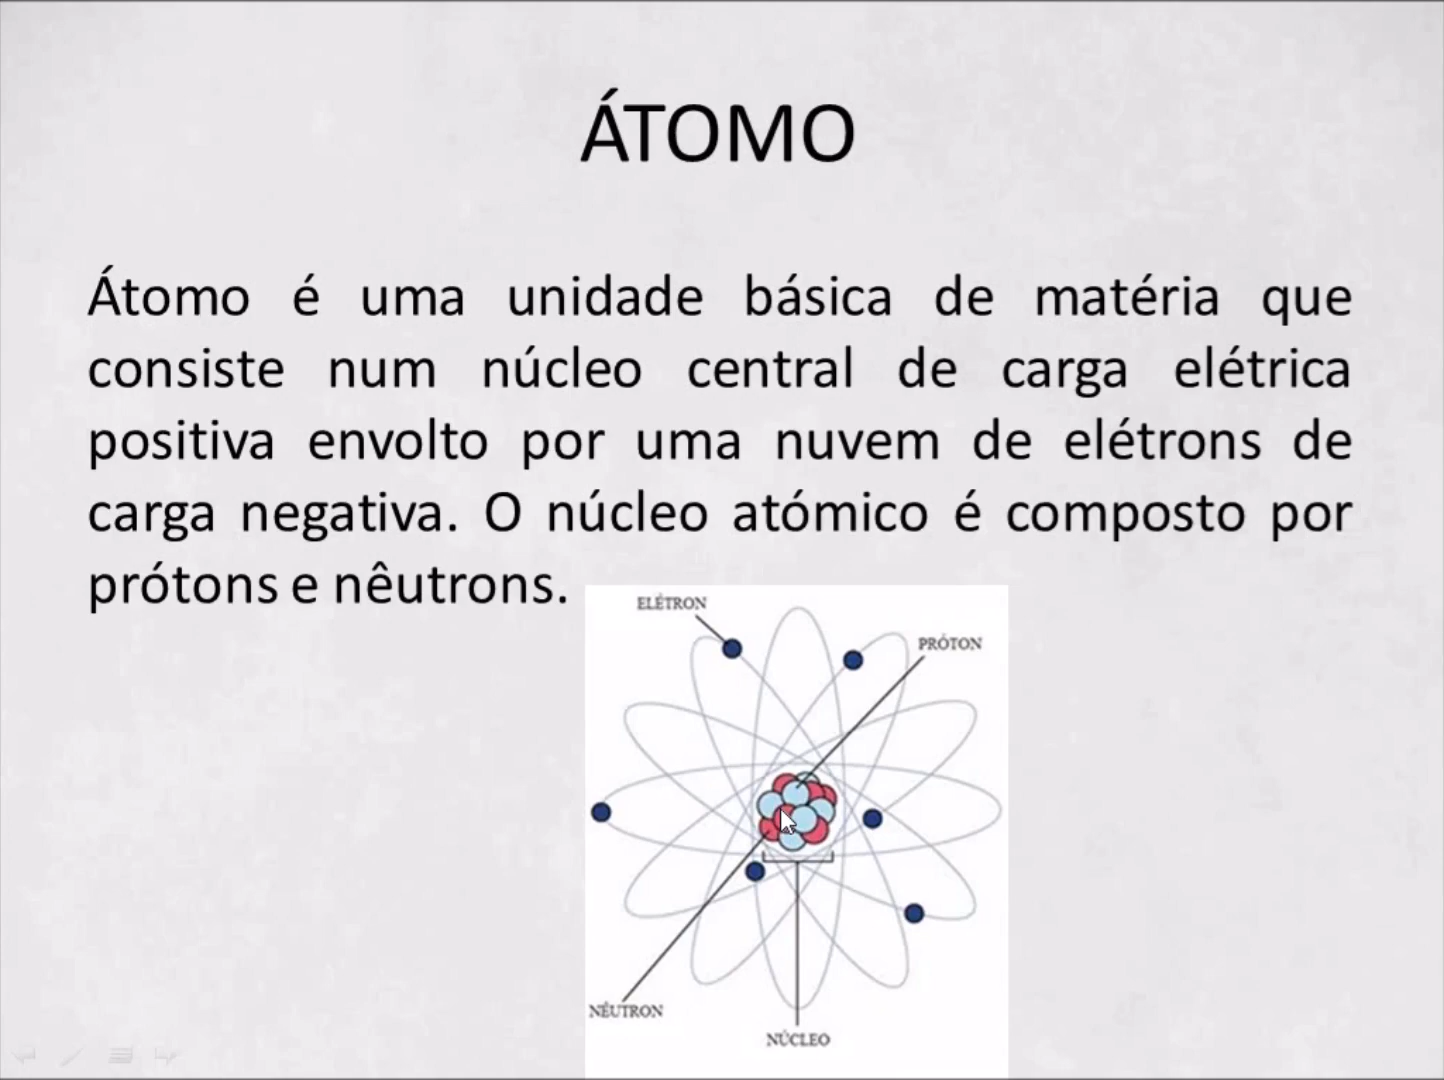 ÁTOMO
Átomo é uma unidade básica de matéria que
consiste num núcleo central de carga elétrica
positiva envolto por uma nuvem de elétrons de
carga negativa. O núcleo atómico é composto por
prótons e nêutrons.
ELÉTRON
PRÓTON
NÊUTRON
NÚCLEO